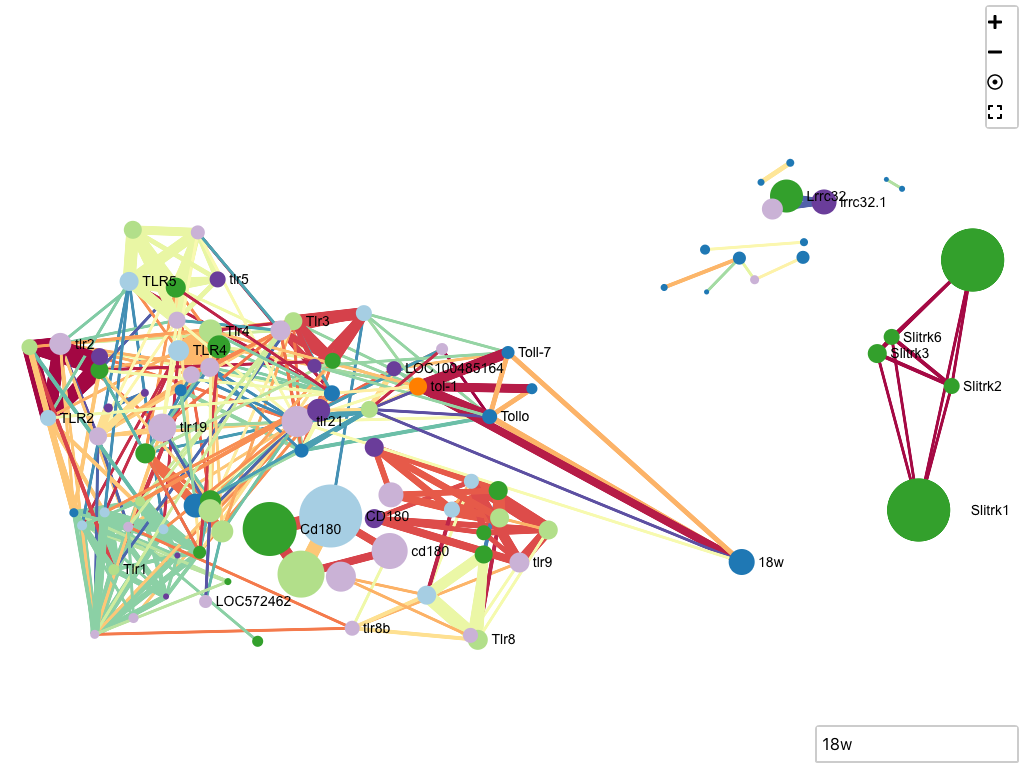 Lrrc32
lrrc32.1
TLR5
tlr5
Tlr4
Tlr3
Slitrk6
tlr2
TLR4
Toll-7
Slitrk3
LOC100485164
tol-1
Slitrk2
TLR2
Tollo
tlr19
tlr21
Slitrk1
CD180
Cd180
cd180
tlr9
18w
Tlr1
LOC572462
tlr8b
Tlr8
18w